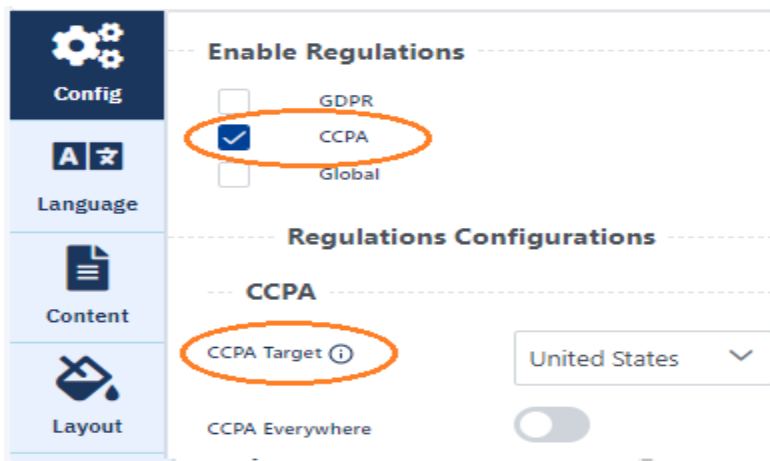 Config
Language
Content
Layout
Enable Regulations
GDPR
CCPA
Global
Regulations Configurations
CCPA
CCPA Target
United States
CCPA Everywhere